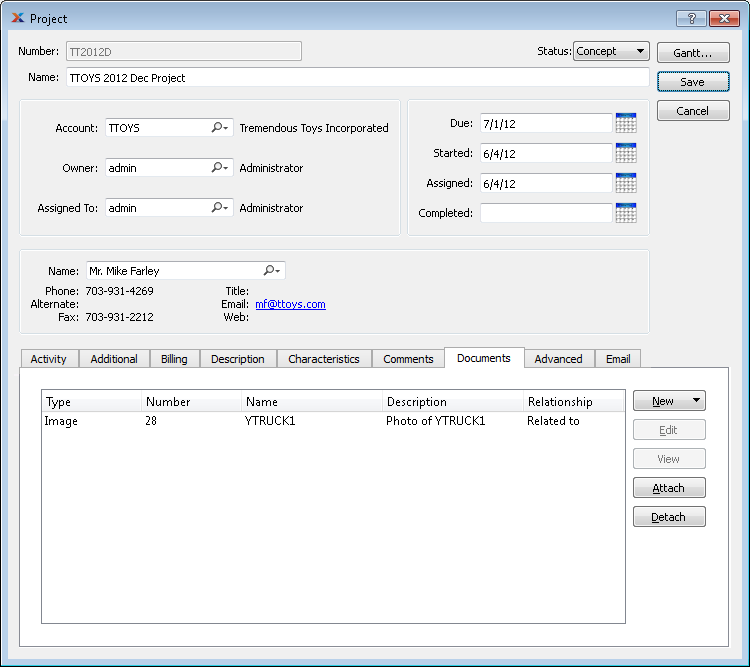 Project
Number: TT2012D Status: Concept Gantt...
Name: TTOYS 2012 Dec Project Save
Cancel
Account: TTOYS Tremendous Toys Incorporated
Owner: admin Administrator
Assigned To: admin Administrator
Due: 7/1/12
Started: 6/4/12
Assigned: 6/4/12
Completed:
Name: Mr. Mike Farley
Phone: 703-931-4269 Title:
Alternate: Email: mf@ttoys.com
Fax: 703-931-2212 Web:
Activity Additional Billing Description Characteristics Comments Documents Advanced Email
Type Number Name Description Relationship
Image 28 YTRUCK1 Photo of YTRUCK1 Related to
New
Edit
View
Attach
Detach